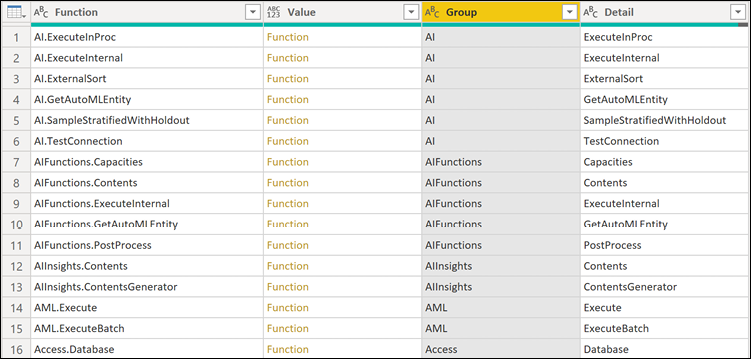 ABC Function ABC 123 Value ABC Group ABC Detail
1 AI.ExecuteInProc Function AI ExecuteInProc
2 AI.ExecuteInternal Function AI ExecuteInternal
3 AI.ExternalSort Function AI ExternalSort
4 AI.GetAutoMLEntity Function AI GetAutoMLEntity
5 AI.SampleStratifiedWithHoldout Function AI SampleStratifiedWithHoldout
6 AI.TestConnection Function AI TestConnection
7 AIFunctions.Capacities Function AIFunctions Capacities
8 AIFunctions.Contents Function AIFunctions Contents
9 AIFunctions.ExecuteInternal Function AIFunctions ExecuteInternal
10 AIFunctions.GetAutoMLEntity Function AIFunctions GetAutoMLEntity
11 AIFunctions.PostProcess Function AIFunctions PostProcess
12 AIInsights.Contents Function AIInsights Contents
13 AIInsights.ContentsGenerator Function AIInsights ContentsGenerator
14 AML.Execute Function AML Execute
15 AML.ExecuteBatch Function AML ExecuteBatch
16 Access.Database Function Access Database